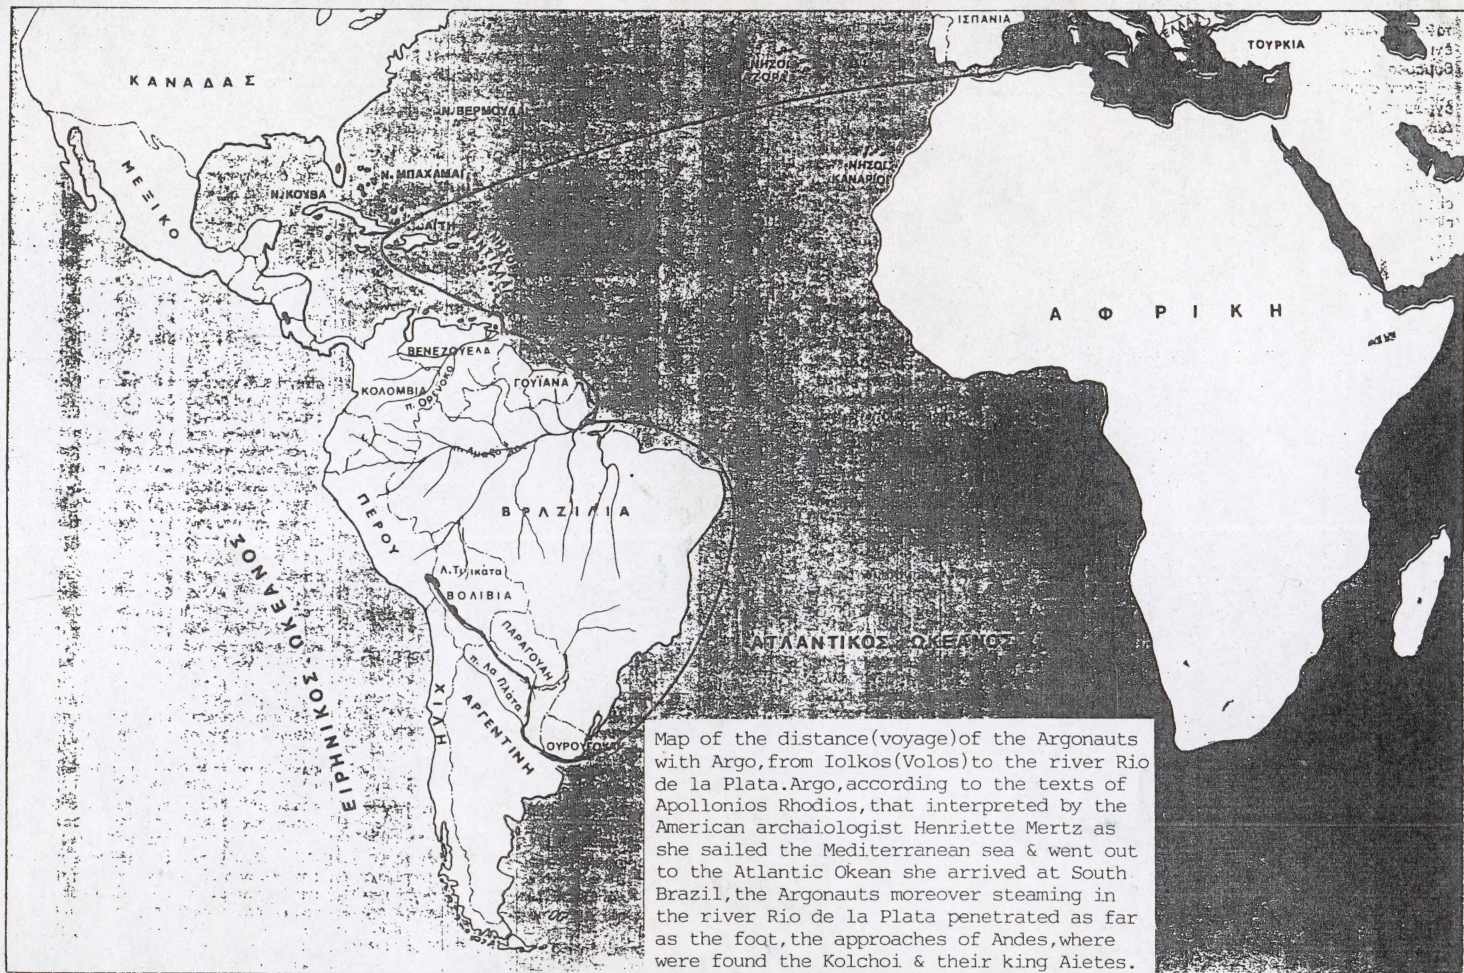 ΙΣΠΑΝΙΑ
ΕΛΛΑΣ
ΤΟΥΡΚΙΑ
ΝΗΣΟΙ
ΚΑΝΑΔΑΣ
Ν. ΒΕΡΜΟΥΔΑΙ
ΝΗΣΟΙ
ΚΑΝΑΡΙΟΙ
Ν. ΜΠΑΧΑΜΑΙ
Ν. ΚΟΥΒΑ
ΜΕΞΙΚΟ
ΑΦΡΙΚΗ
ΒΕΝΕΖΟΥΕΛΑ
ΚΟΛΟΜΒΙΑ
π. ΟΡΙΝΟΚΟ
ΓΟΥΪΑΝΑ
ΠΕΡΟΥ
ΒΡΑΖΙΛΙΑ
Λ. Τιτικάτα
ΒΟΛΙΒΙΑ
ΠΑΡΑΓΟΥΑΗ
π. Λα Πλατα
ΧΙΛΗ
ΑΡΓΕΝΤΙΝΗ
ΟΥΡΟΥΓΟΥΑΗ
ΕΙΡΗΝΙΚΟΣ - ΩΚΕΑΝΟΣ
ΑΤΛΑΝΤΙΚΟΣ ΩΚΕΑΝΟΣ
Map of the distance(voyage)of the Argonauts
with Argo,from Iolkos(Volos)to the river Rio
de la Plata.Argo,according to the texts of
Apollonios Rhodios,that interpreted by the
American archaiologist Henriette Mertz as
she sailed the Mediterranean sea & went out
to the Atlantic Okean she arrived at South
Brazil,the Argonauts moreover steaming in
the river Rio de la Plata penetrated as far
as the foot,the approaches of Andes,where
were found the Kolchoi & their king Aietes.